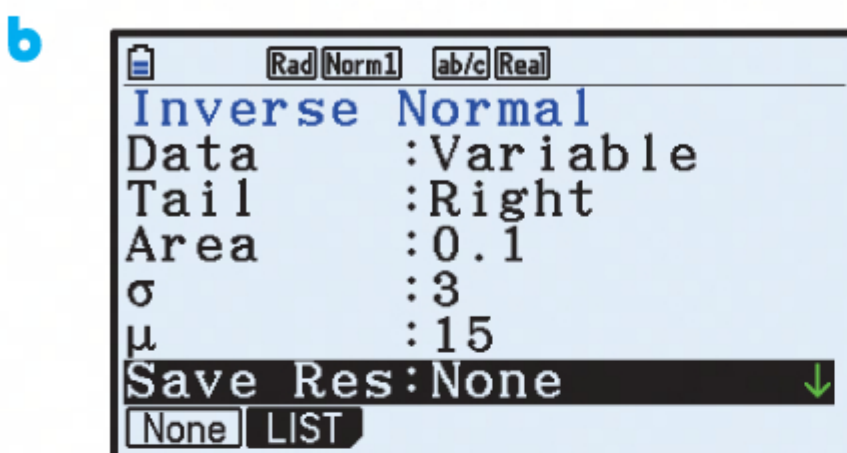 b
Rad Norm1 ab/c Real
Inverse Normal
Data :Variable
Tail :Right
Area :0.1
σ :3
μ :15
Save Res:None ↓
None LIST